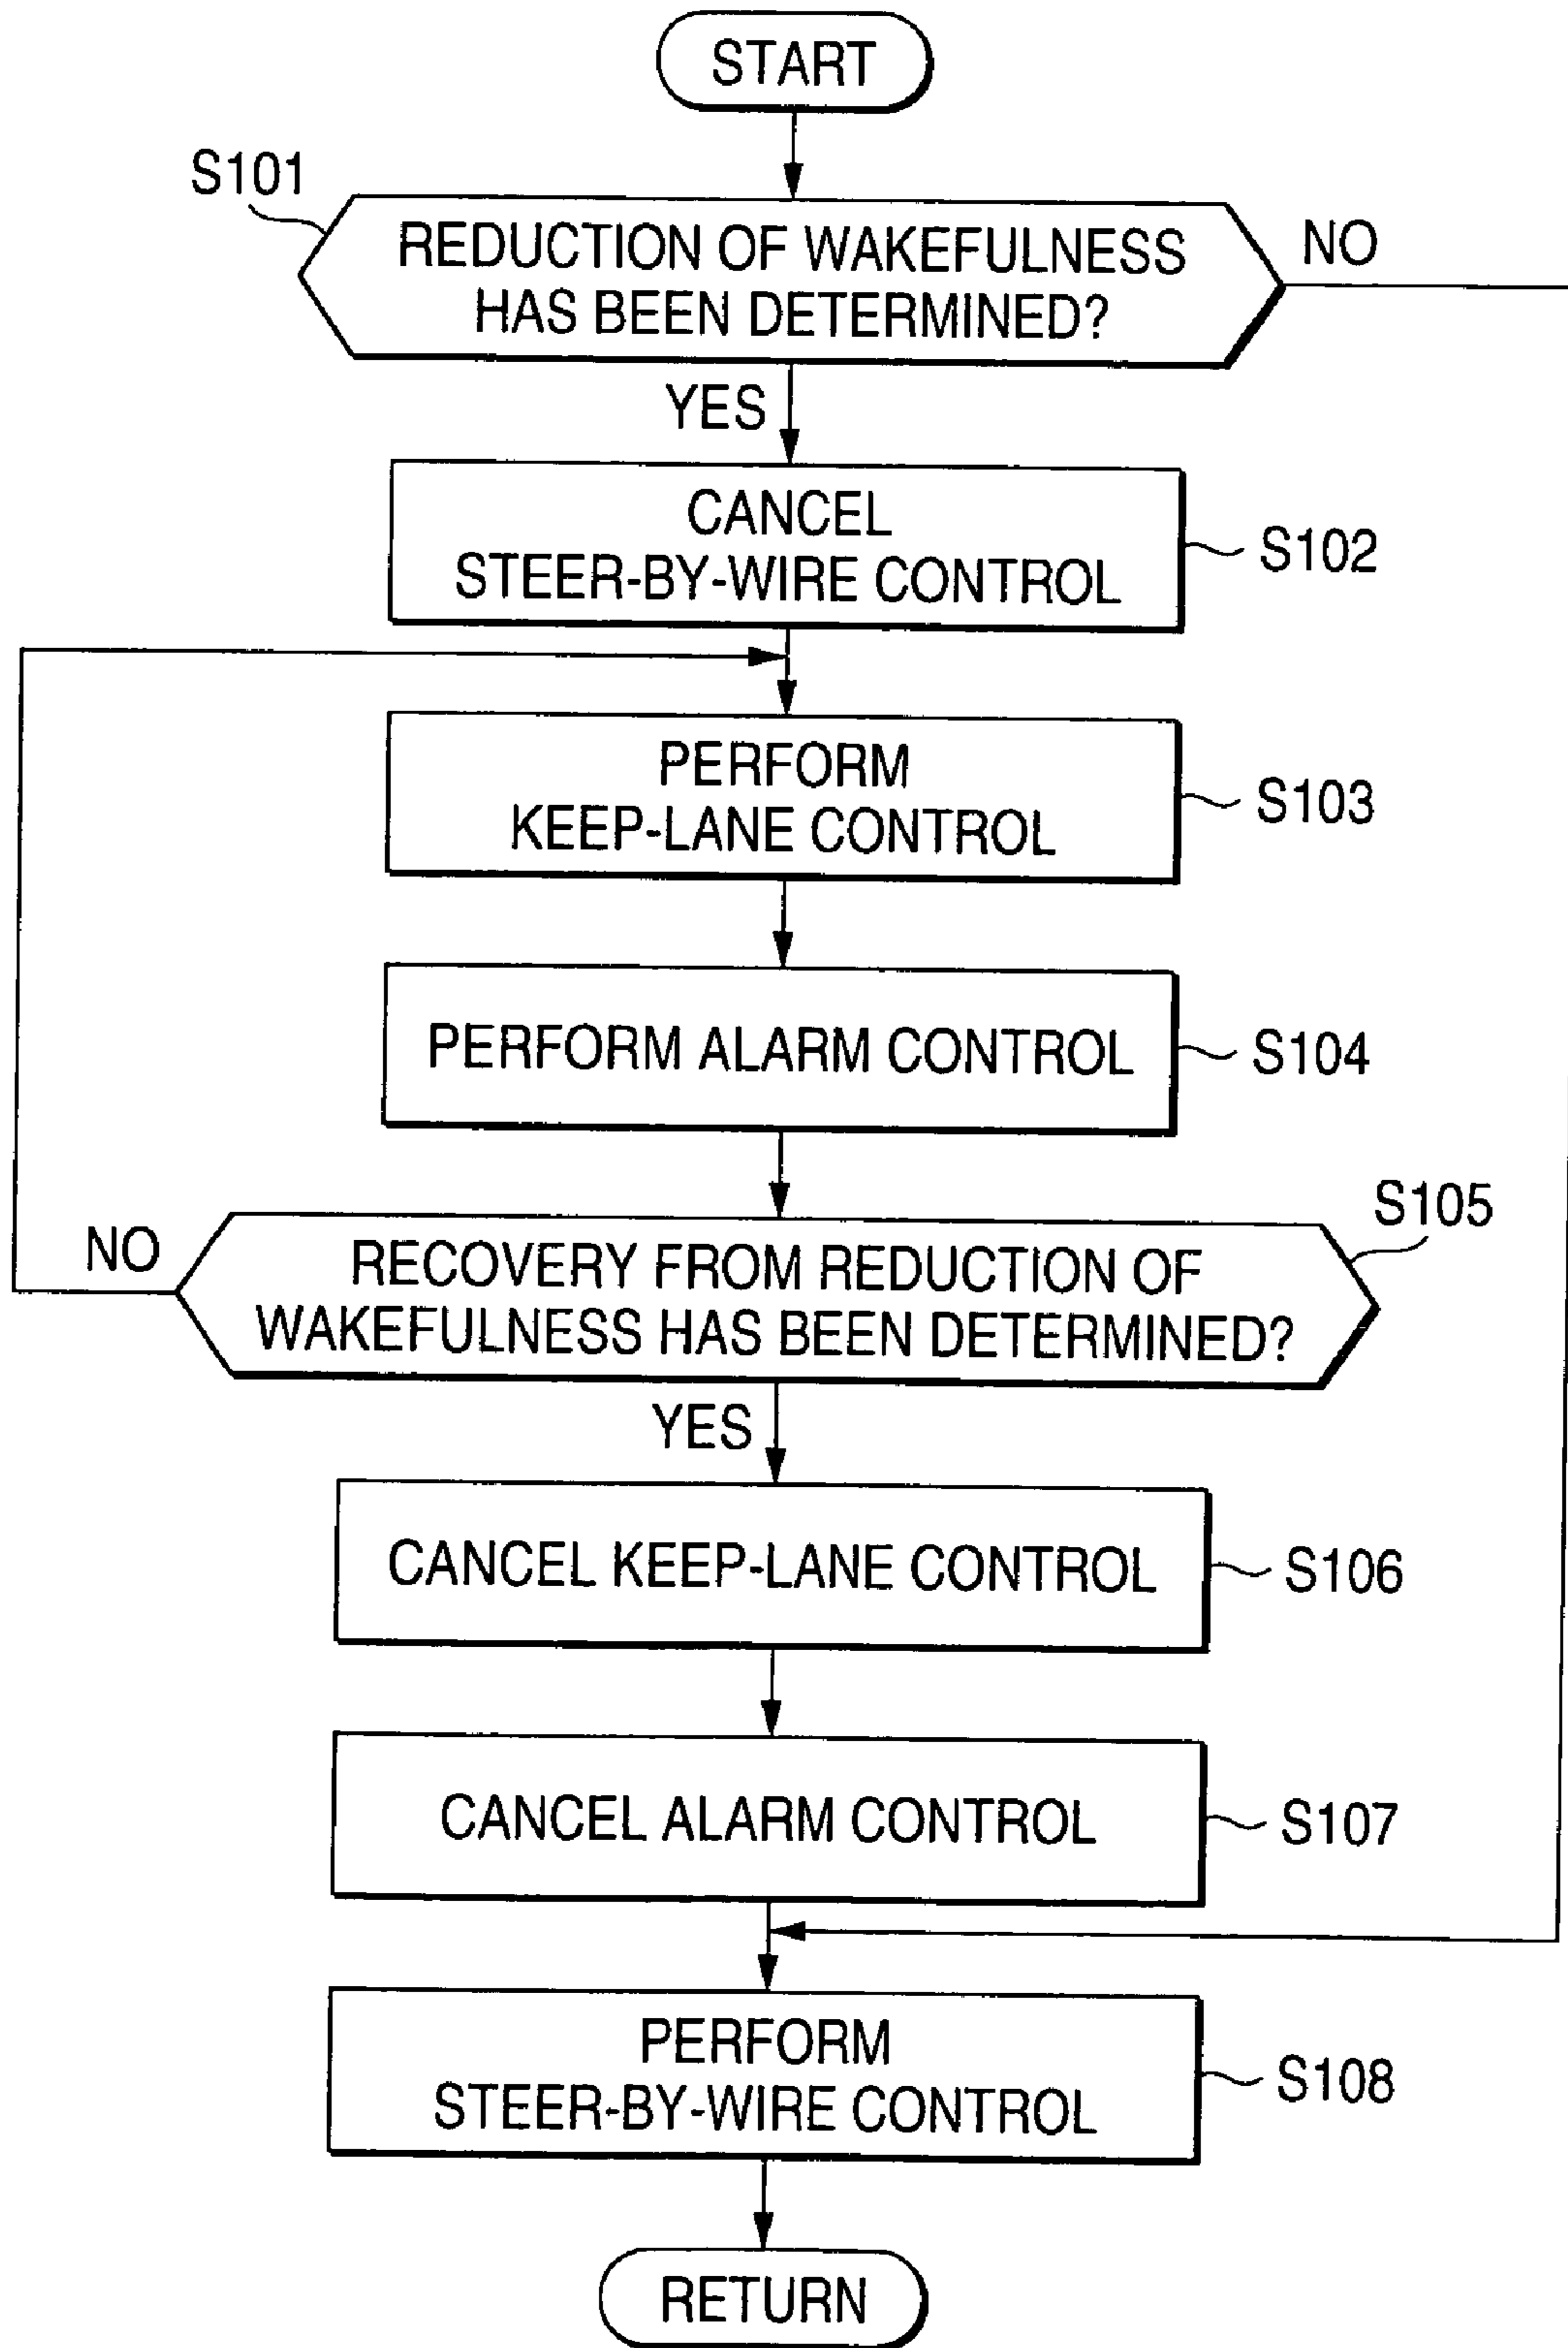 START
S101
REDUCTION OF WAKEFULNESS
HAS BEEN DETERMINED?
NO
YES
CANCEL
STEER-BY-WIRE CONTROL
S102
PERFORM
KEEP-LANE CONTROL
S103
PERFORM ALARM CONTROL
S104
S105
NO
RECOVERY FROM REDUCTION OF
WAKEFULNESS HAS BEEN DETERMINED?
YES
CANCEL KEEP-LANE CONTROL
S106
CANCEL ALARM CONTROL
S107
PERFORM
STEER-BY-WIRE CONTROL
S108
RETURN